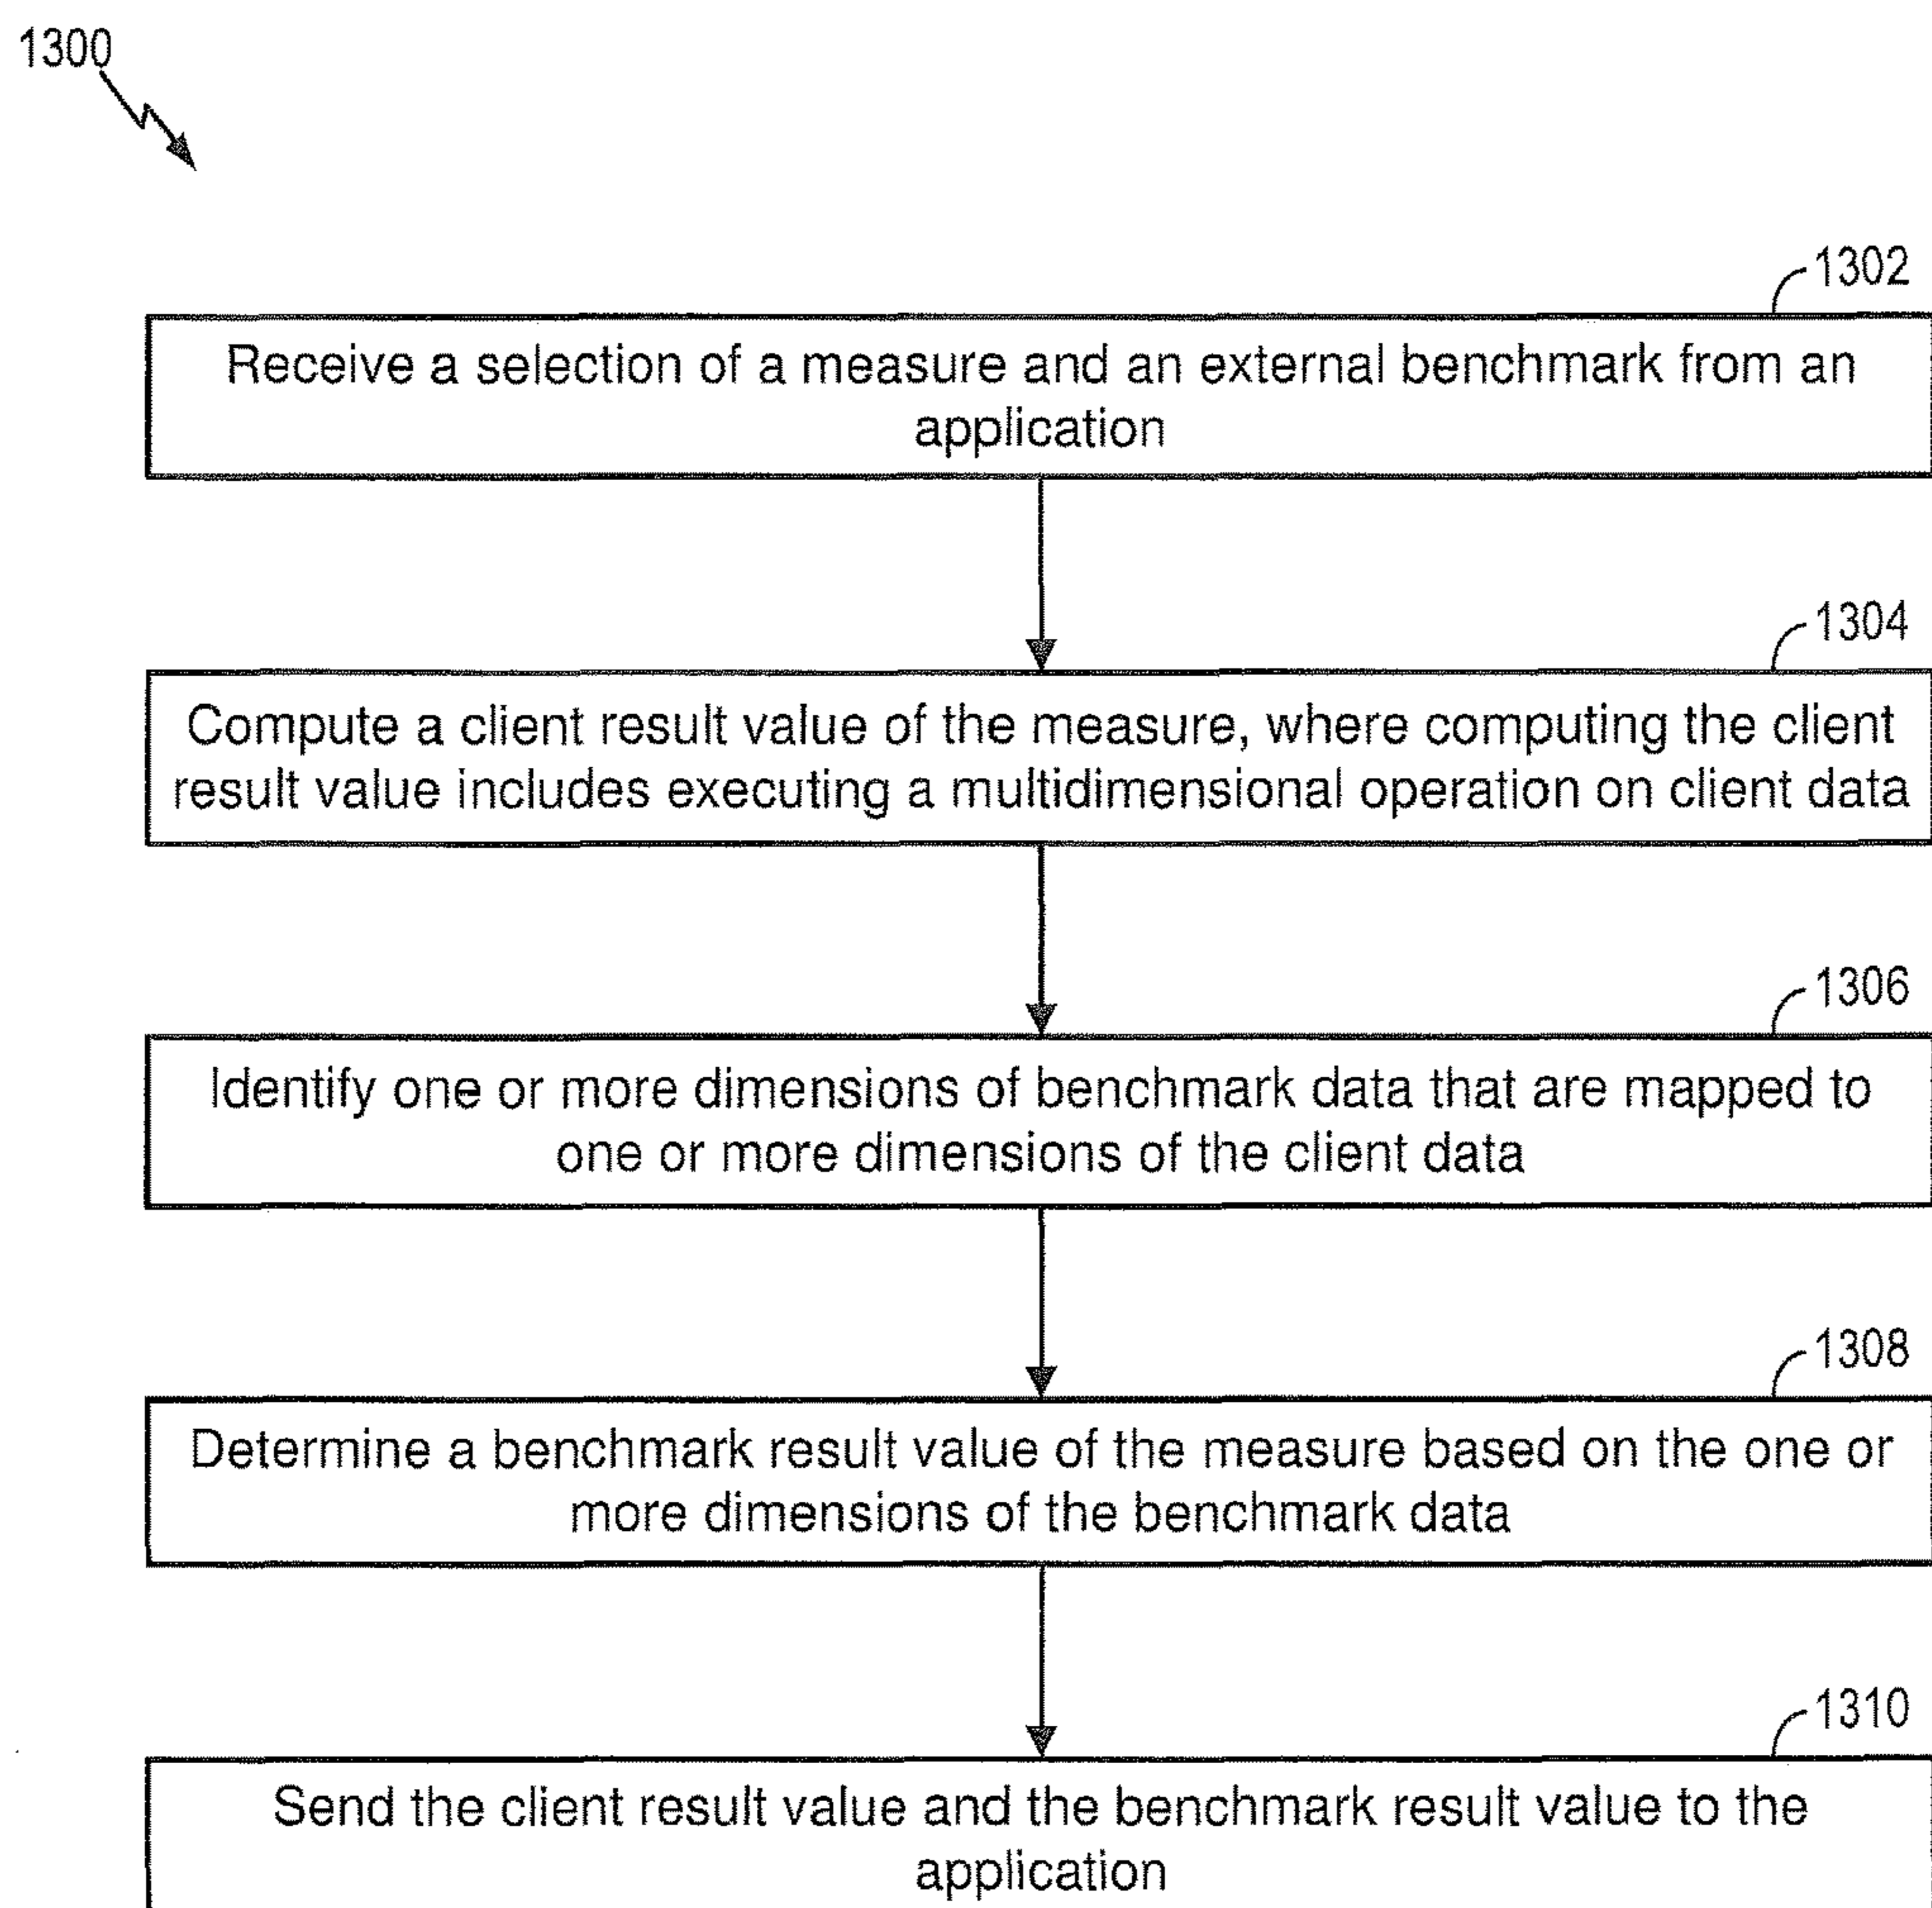 1300
1302
Receive a selection of a measure and an external benchmark from an
application
1304
Compute a client result value of the measure, where computing the client
result value includes executing a multidimensional operation on client data
1306
Identify one or more dimensions of benchmark data that are mapped to
one or more dimensions of the client data
1308
Determine a benchmark result value of the measure based on the one or
more dimensions of the benchmark data
1310
Send the client result value and the benchmark result value to the
application